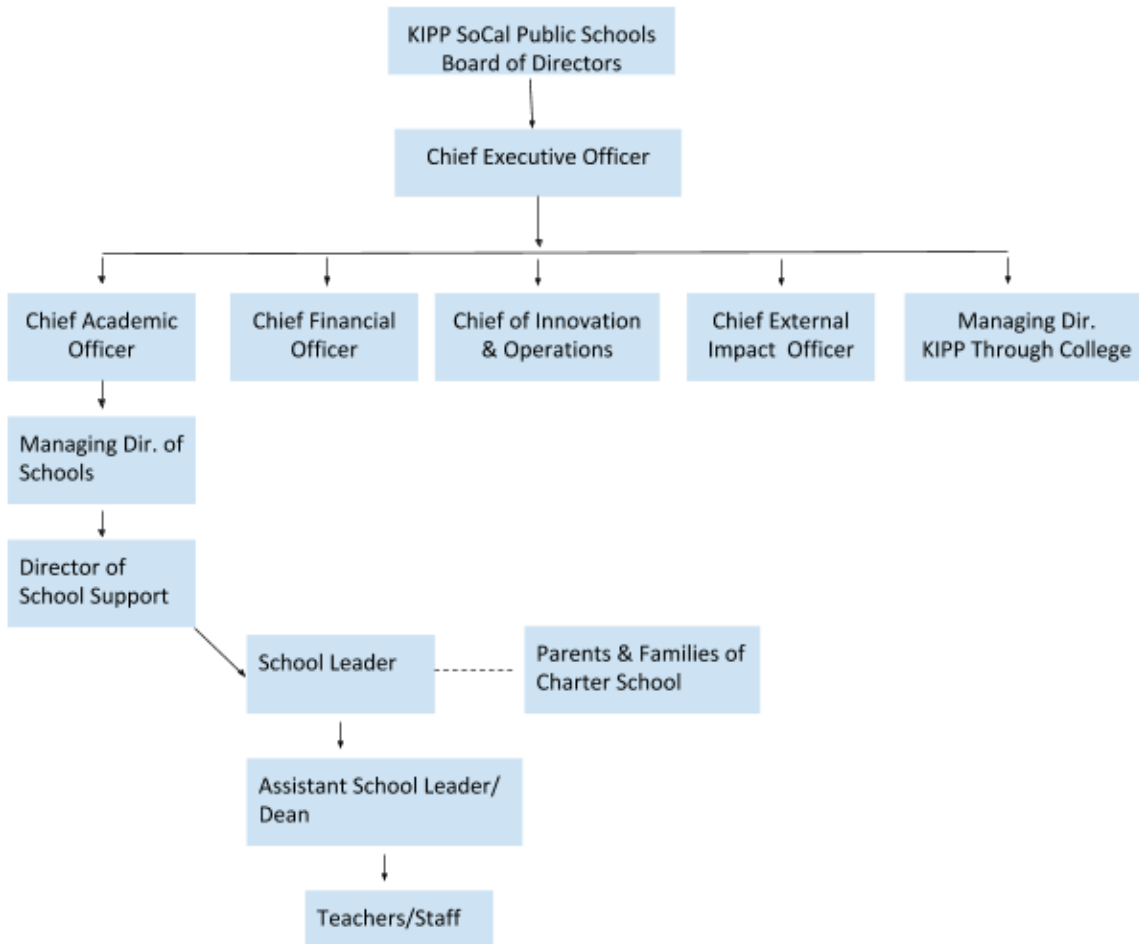 KIPP SoCal Public Schools
Board of Directors
Chief Executive Officer
Chief Academic
Officer
Chief Financial
Officer
Chief of Innovation
& Operations
Chief External
Impact Officer
Managing Dir.
KIPP Through College
Managing Dir. of
Schools
Director of
School Support
School Leader
Parents & Families of
Charter School
Assistant School Leader/
Dean
Teachers/Staff